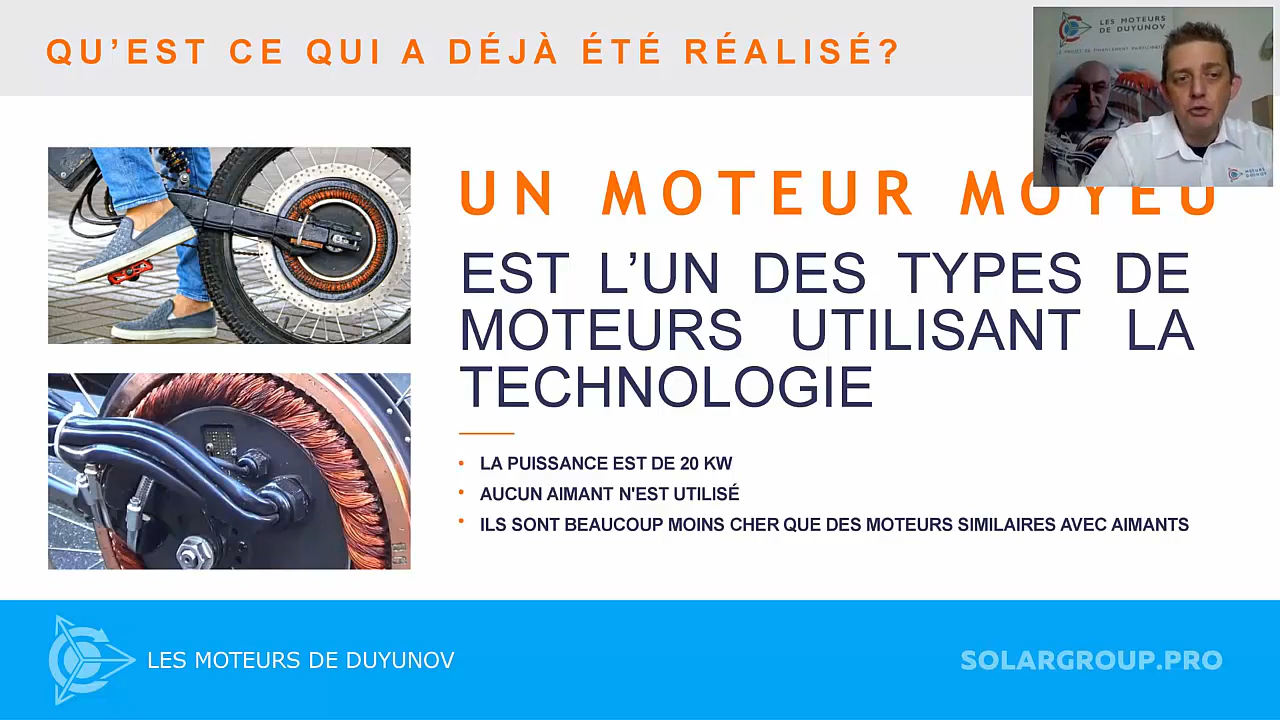 QU’EST CE QUI A DÉJÀ ÉTÉ RÉALISÉ?
LES MOTEURS
DE DUYUNOV
UN MOTEUR MOYEU
EST L’UN DES TYPES DE
MOTEURS UTILISANT LA
TECHNOLOGIE
• LA PUISSANCE EST DE 20 KW
• AUCUN AIMANT N'EST UTILISÉ
• ILS SONT BEAUCOUP MOINS CHER QUE DES MOTEURS SIMILAIRES AVEC AIMANTS
LES MOTEURS DE DUYUNOV
SOLARGROUP.PRO